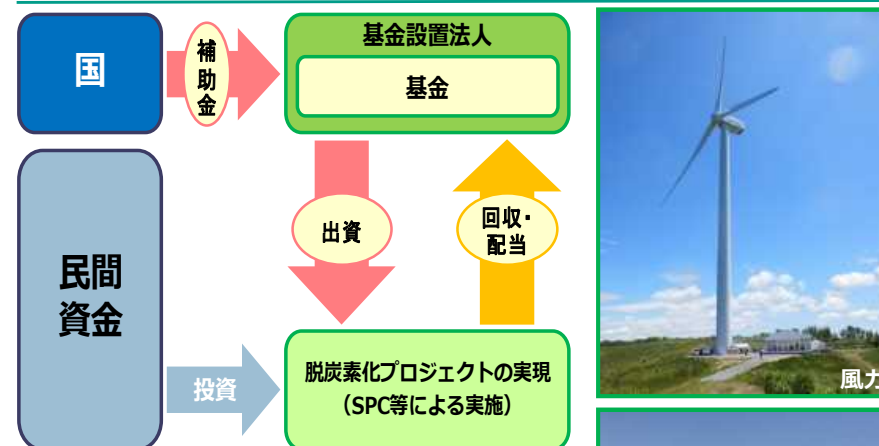 国
補
助
金
基金設置法人
基金
出資
回収・
配当
民間
資金
投資
脱炭素化プロジェクトの実現
（SPC等による実施）
風力